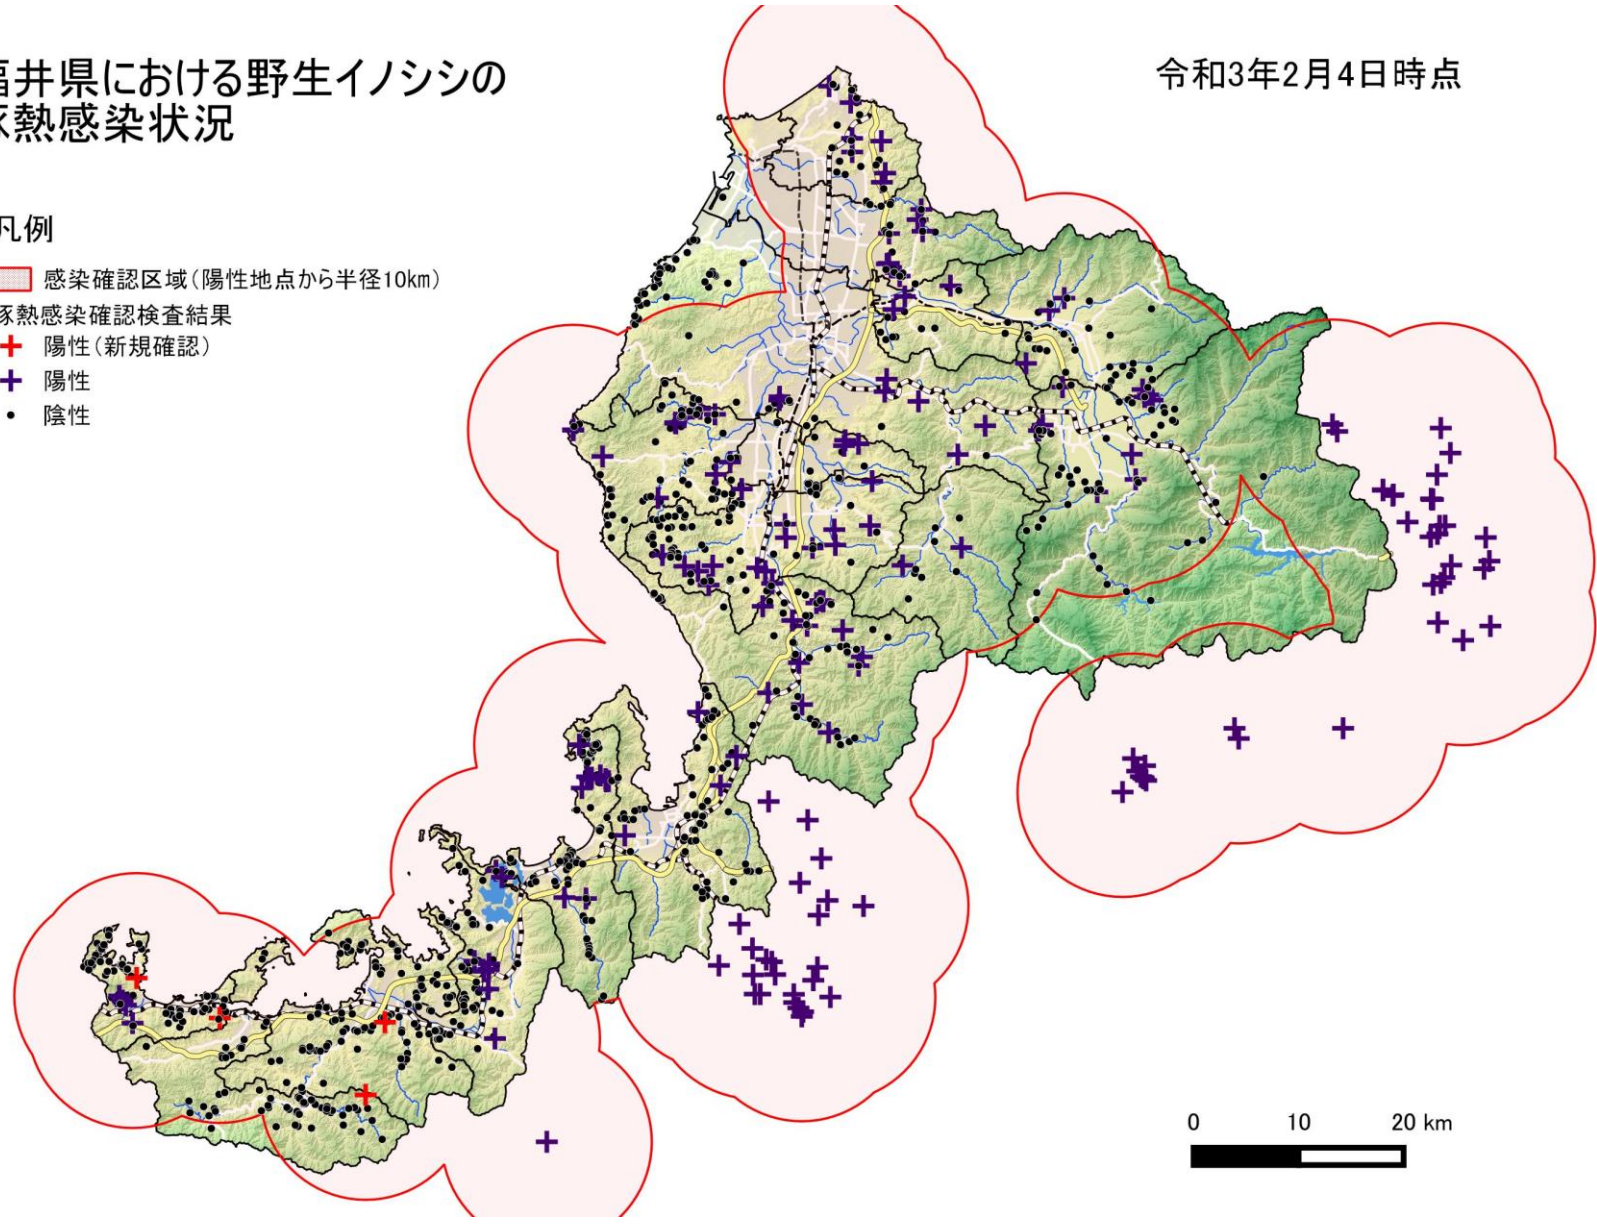 福井県における野生イノシシの
豚熱感染状況
令和3年2月4日時点
凡例
感染確認区域（陽性地点から半径10km）
豚熱感染確認検査結果
陽性（新規確認）
陽性
陰性
0 10 20 km